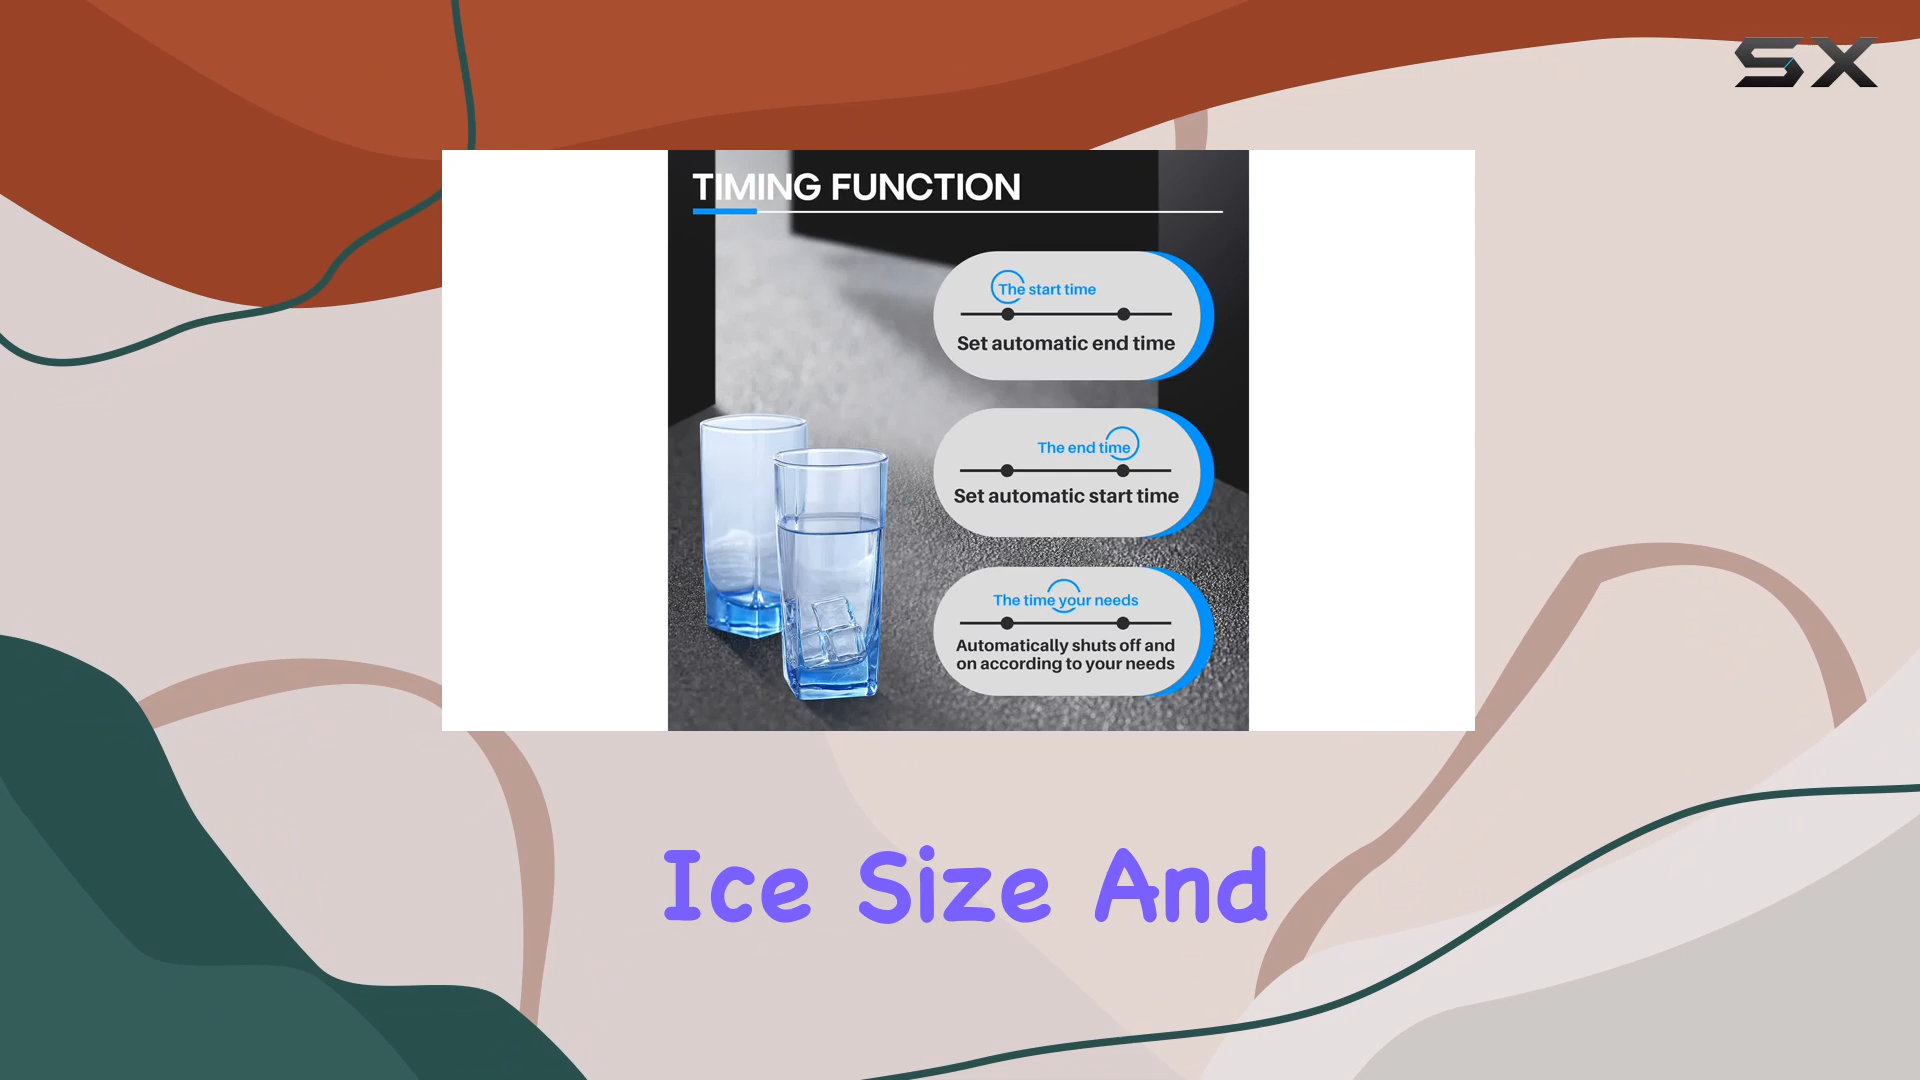 SX
TIMING FUNCTION
The start time
Set automatic end time
The end time
Set automatic start time
The time your needs
Automatically shuts off and
on according to your needs
Ice Size And